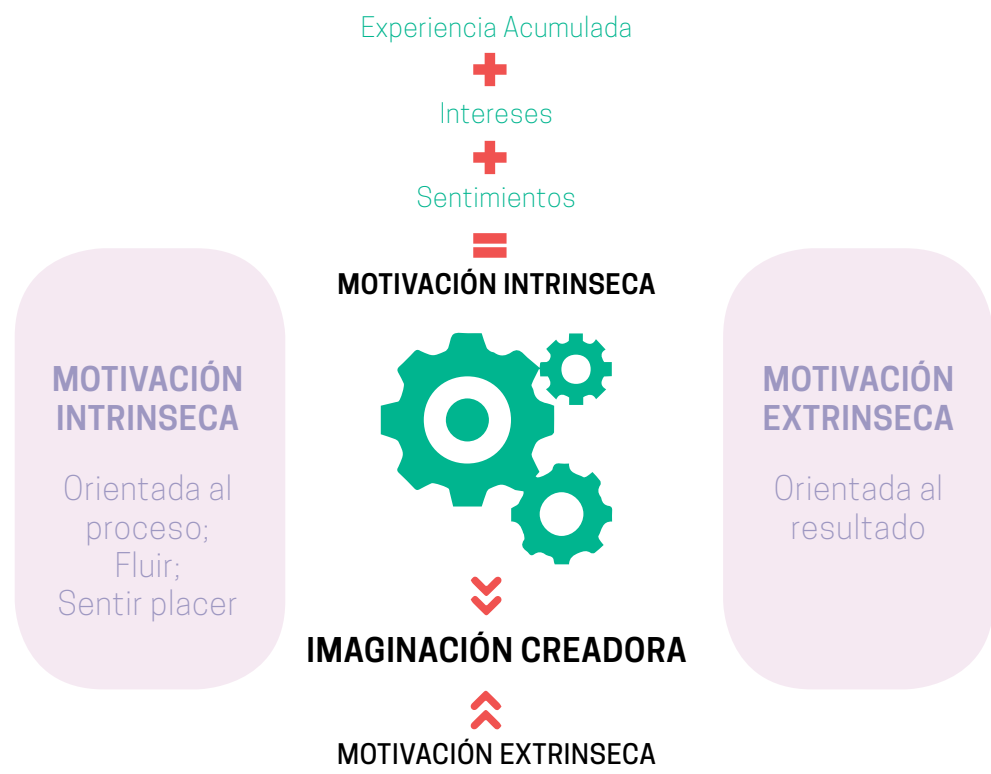 Experiencia Acumulada
+
Intereses
+
Sentimientos
=
MOTIVACIÓN INTRINSECA
MOTIVACIÓN
INTRINSECA
Orientada al
proceso;
Fluir;
Sentir placer
MOTIVACIÓN
EXTRINSECA
Orientada al
resultado
IMAGINACIÓN CREADORA
MOTIVACIÓN EXTRINSECA